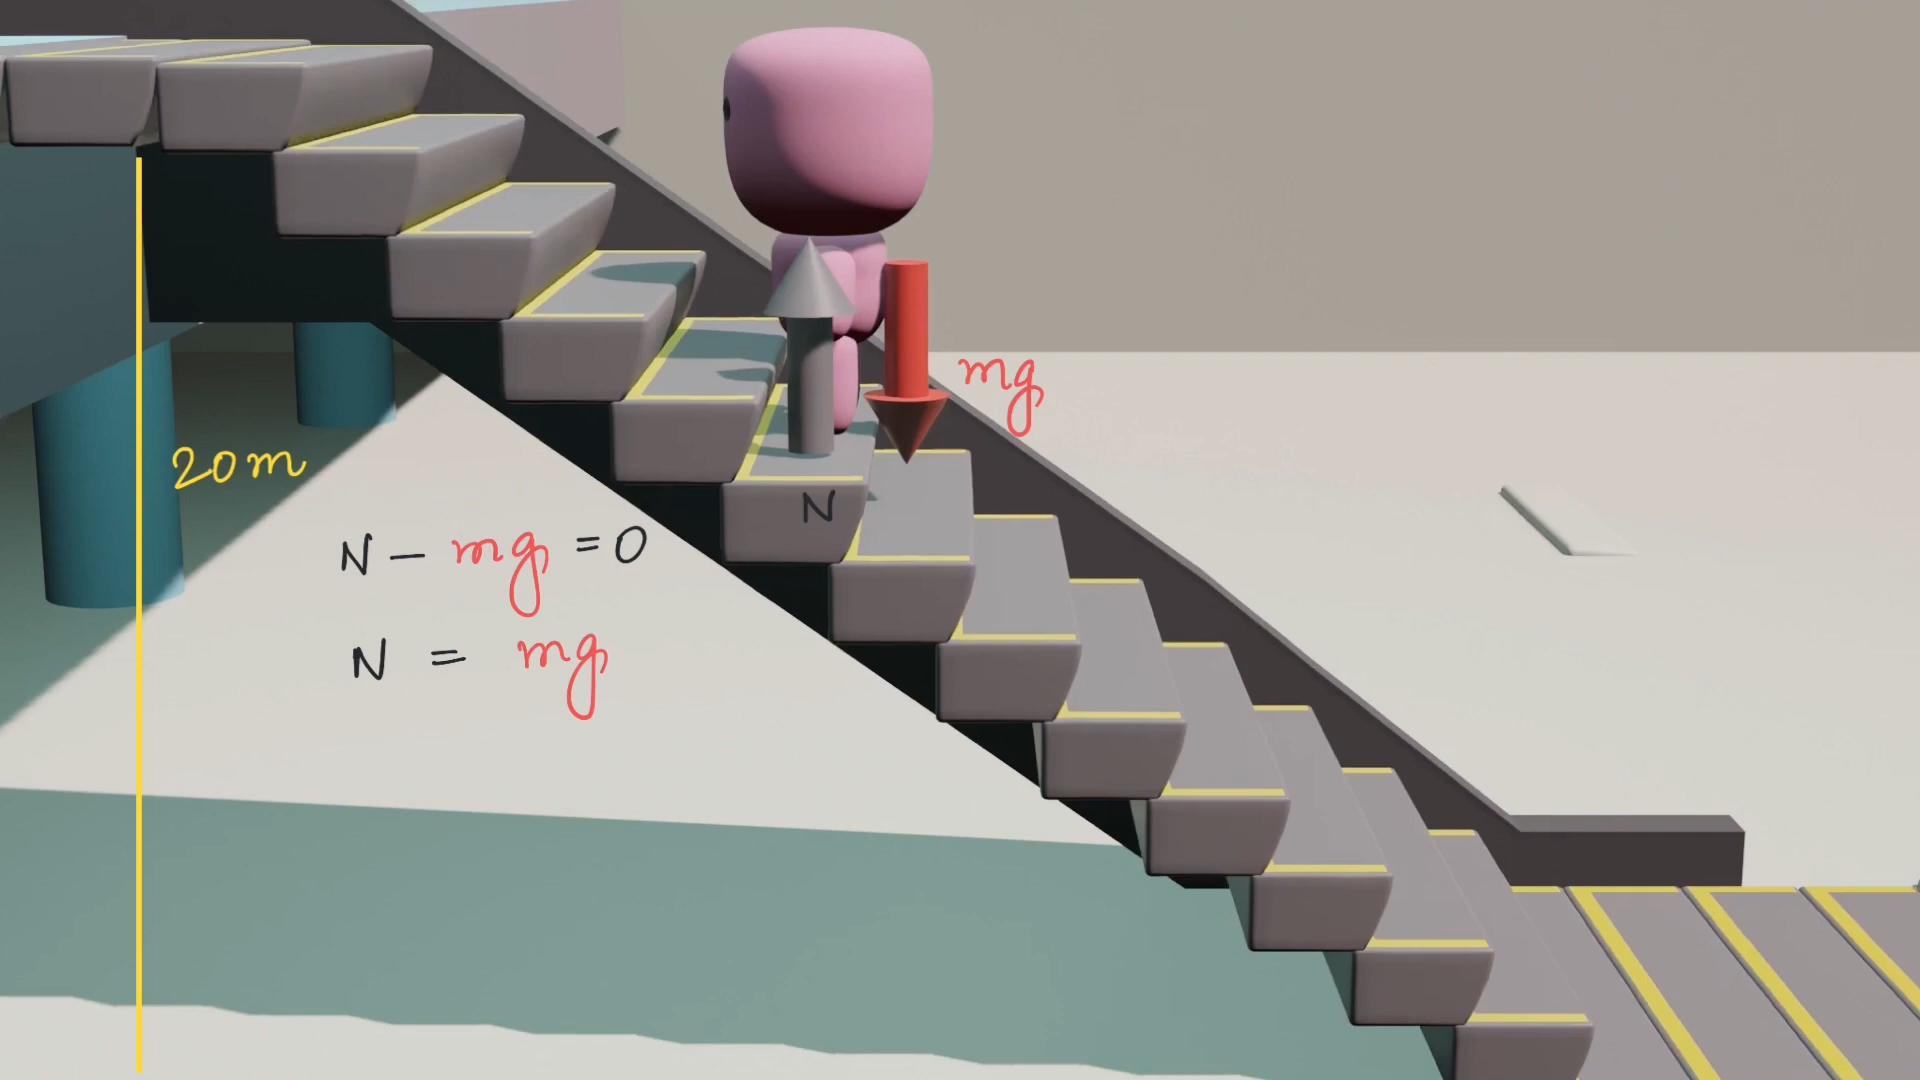 mg
20m
N
N - mg = 0
N = mg